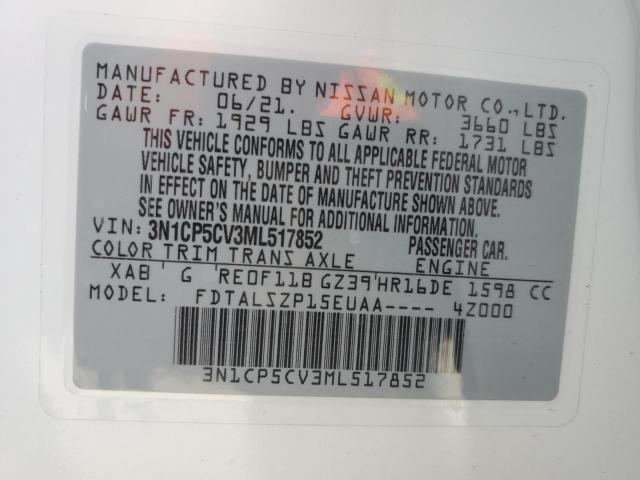 MANUFACTURED BY NISSAN MOTOR CO.,LTD.
DATE: 06/21. GVWR: 3660 LBS
GAWR FR: 1929 LBS GAWR RR: 1731 LBS
THIS VEHICLE CONFORMS TO ALL APPLICABLE FEDERAL MOTOR
VEHICLE SAFETY, BUMPER AND THEFT PREVENTION STANDARDS
IN EFFECT ON THE DATE OF MANUFACTURE SHOWN ABOVE.
SEE OWNER'S MANUAL FOR ADDITIONAL INFORMATION.
VIN: 3N1CP5CV3ML517852 PASSENGER CAR.
COLOR TRIM TRANS AXLE ENGINE
XAB G RE0F11B GZ39 HR16DE 1598 CC
MODEL: FDTALSZP15EUAA---- 4Z000
3N1CP5CV3ML517852